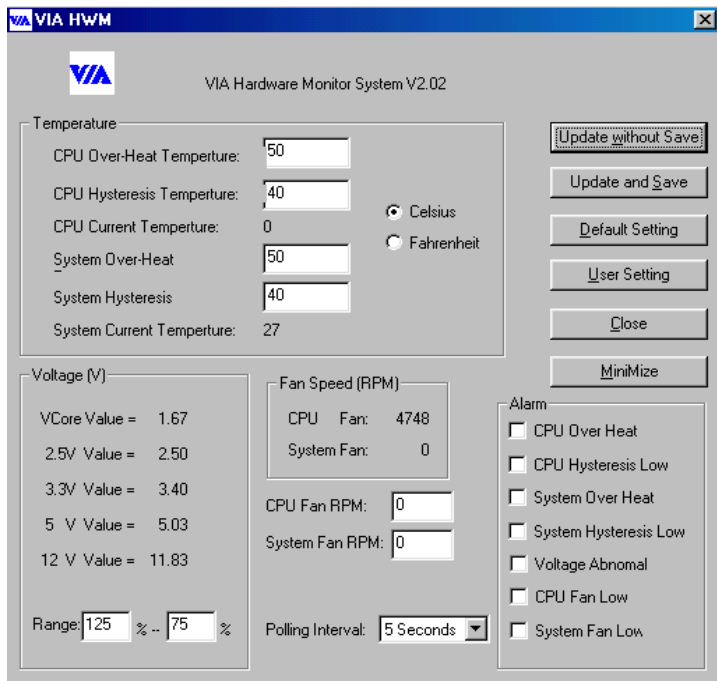 VIA VIA HWM
VIA
VIA Hardware Monitor System V2.02
Temperature
CPU Over-Heat Temperture: 50
CPU Hysteresis Temperture: 40
CPU Current Temperture: 0
System Over-Heat 50
System Hysteresis 40
System Current Temperture: 27
Celsius
Fahrenheit
Update without Save
Update and Save
Default Setting
User Setting
Close
MiniMize
Voltage (V)
VCore Value = 1.67
2.5V Value = 2.50
3.3V Value = 3.40
5 V Value = 5.03
12 V Value = 11.83
Range: 125 % -- 75 %
Fan Speed (RPM)
CPU Fan: 4748
System Fan: 0
CPU Fan RPM: 0
System Fan RPM: 0
Polling Interval: 5 Seconds
Alarm
CPU Over Heat
CPU Hysteresis Low
System Over Heat
System Hysteresis Low
Voltage Abnomal
CPU Fan Low
System Fan Low